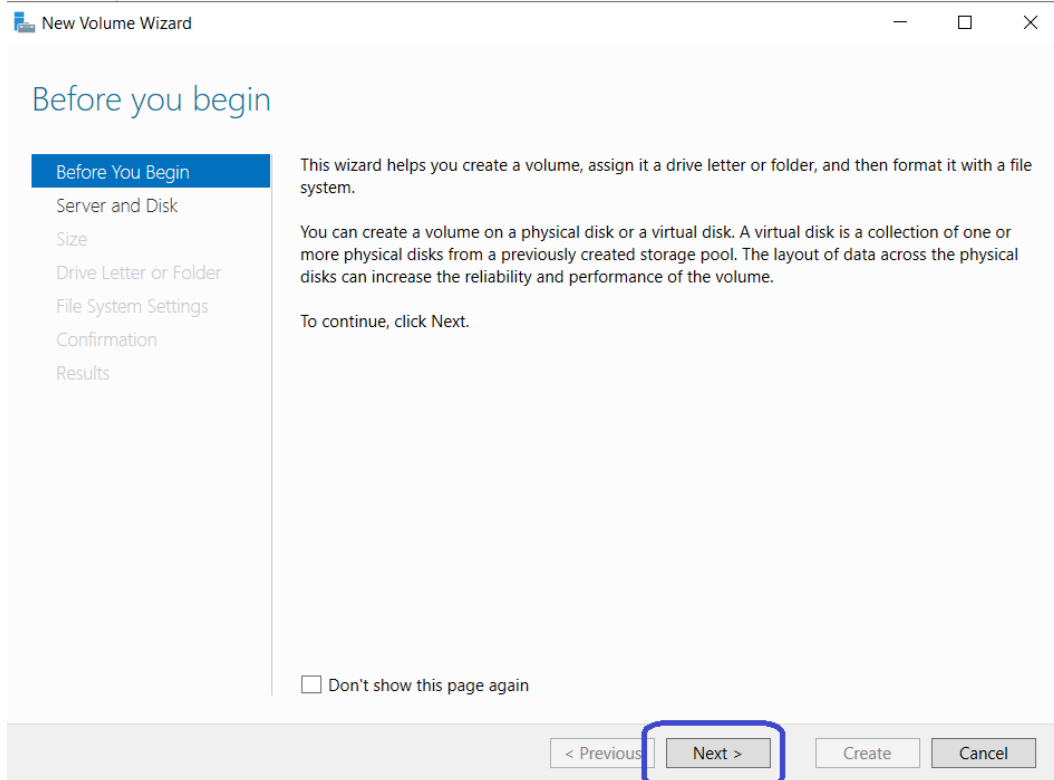 New Volume Wizard
Before you begin
Before You Begin
Server and Disk
Size
Drive Letter or Folder
File System Settings
Confirmation
Results
This wizard helps you create a volume, assign it a drive letter or folder, and then format it with a file
system.
You can create a volume on a physical disk or a virtual disk. A virtual disk is a collection of one or
more physical disks from a previously created storage pool. The layout of data across the physical
disks can increase the reliability and performance of the volume.
To continue, click Next.
Don't show this page again
< Previous
Next >
Create
Cancel